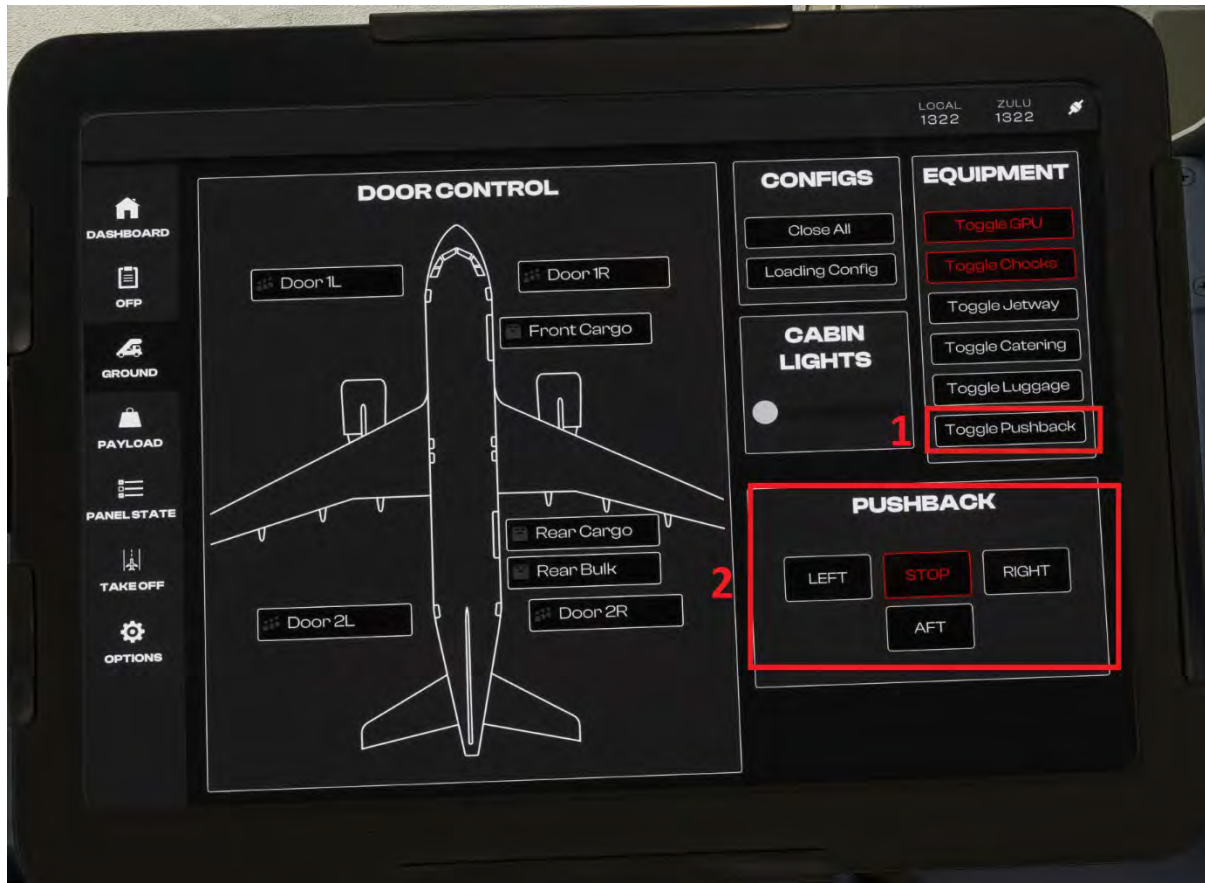 LOCAL ZULU
1322 1322
DASHBOARD
OFP
GROUND
PAYLOAD
PANEL STATE
TAKE OFF
OPTIONS
DOOR CONTROL
Door 1L
Door 1R
Front Cargo
Rear Cargo
Rear Bulk
Door 2L
Door 2R
CONFIGS
Close All
Loading Config
CABIN
LIGHTS
EQUIPMENT
Toggle GPU
Toggle Chocks
Toggle Jetway
Toggle Catering
Toggle Luggage
1
Toggle Pushback
2
PUSHBACK
LEFT
STOP
RIGHT
AFT